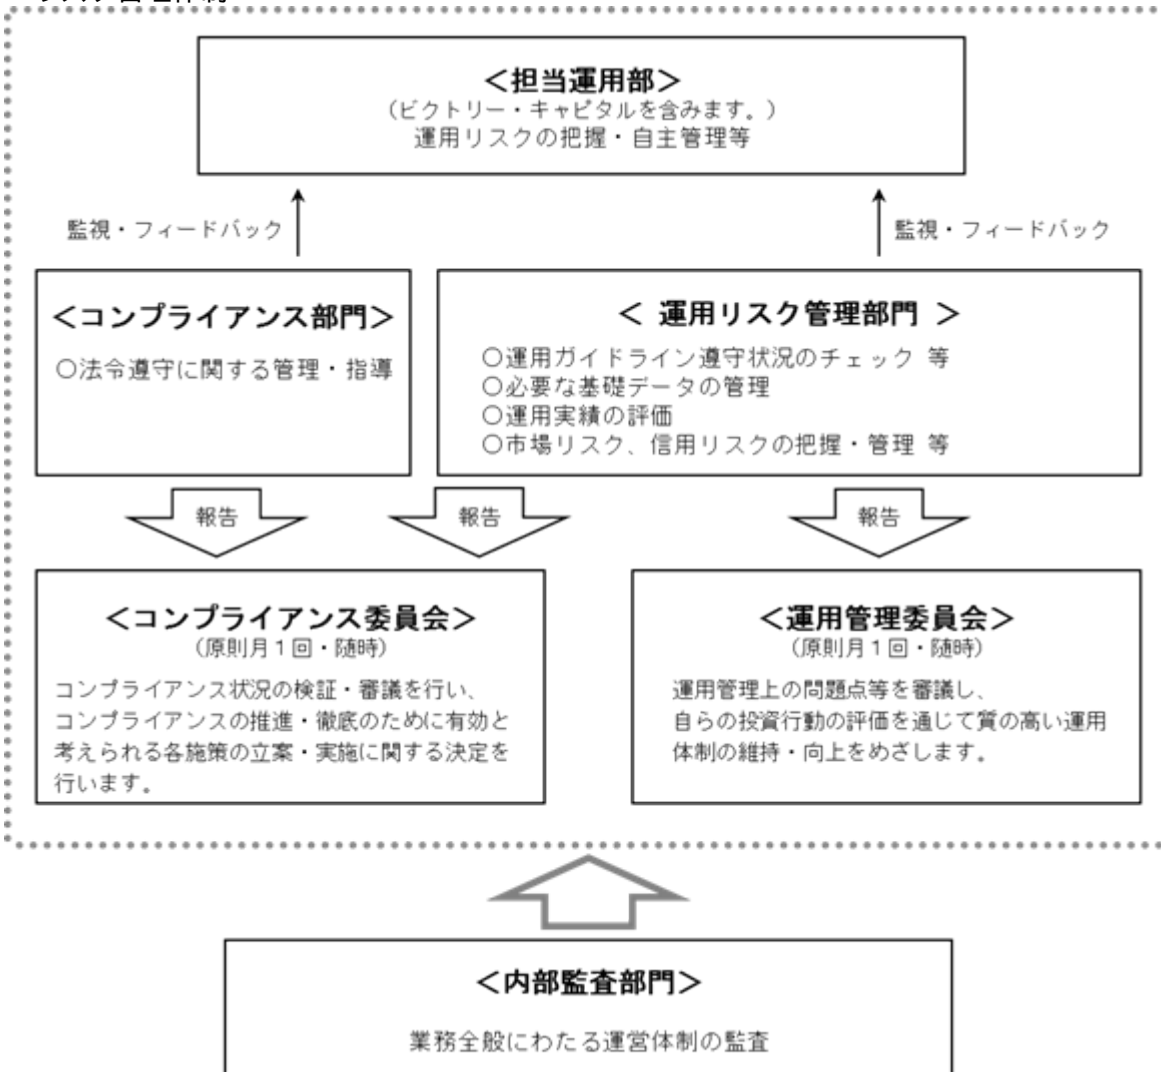 ＜担当運用部＞
（ビクトリー・キャピタルを含みます。）
運用リスクの把握・自主管理等
監視・フィードバック
監視・フィードバック
＜コンプライアンス部門＞
○法令遵守に関する管理・指導
＜ 運用リスク管理部門 ＞
○運用ガイドライン遵守状況のチェック 等
○必要な基礎データの管理
○運用実績の評価
○市場リスク、信用リスクの把握・管理 等
報告
報告
報告
＜コンプライアンス委員会＞
（原則月１回・随時）
コンプライアンス状況の検証・審議を行い、
コンプライアンスの推進・徹底のために有効と
考えられる各施策の立案・実施に関する決定を
行います。
＜運用管理委員会＞
（原則月１回・随時）
運用管理上の問題点等を審議し、
自らの投資行動の評価を通じて質の高い運用
体制の維持・向上をめざします。
＜内部監査部門＞
業務全般にわたる運営体制の監査